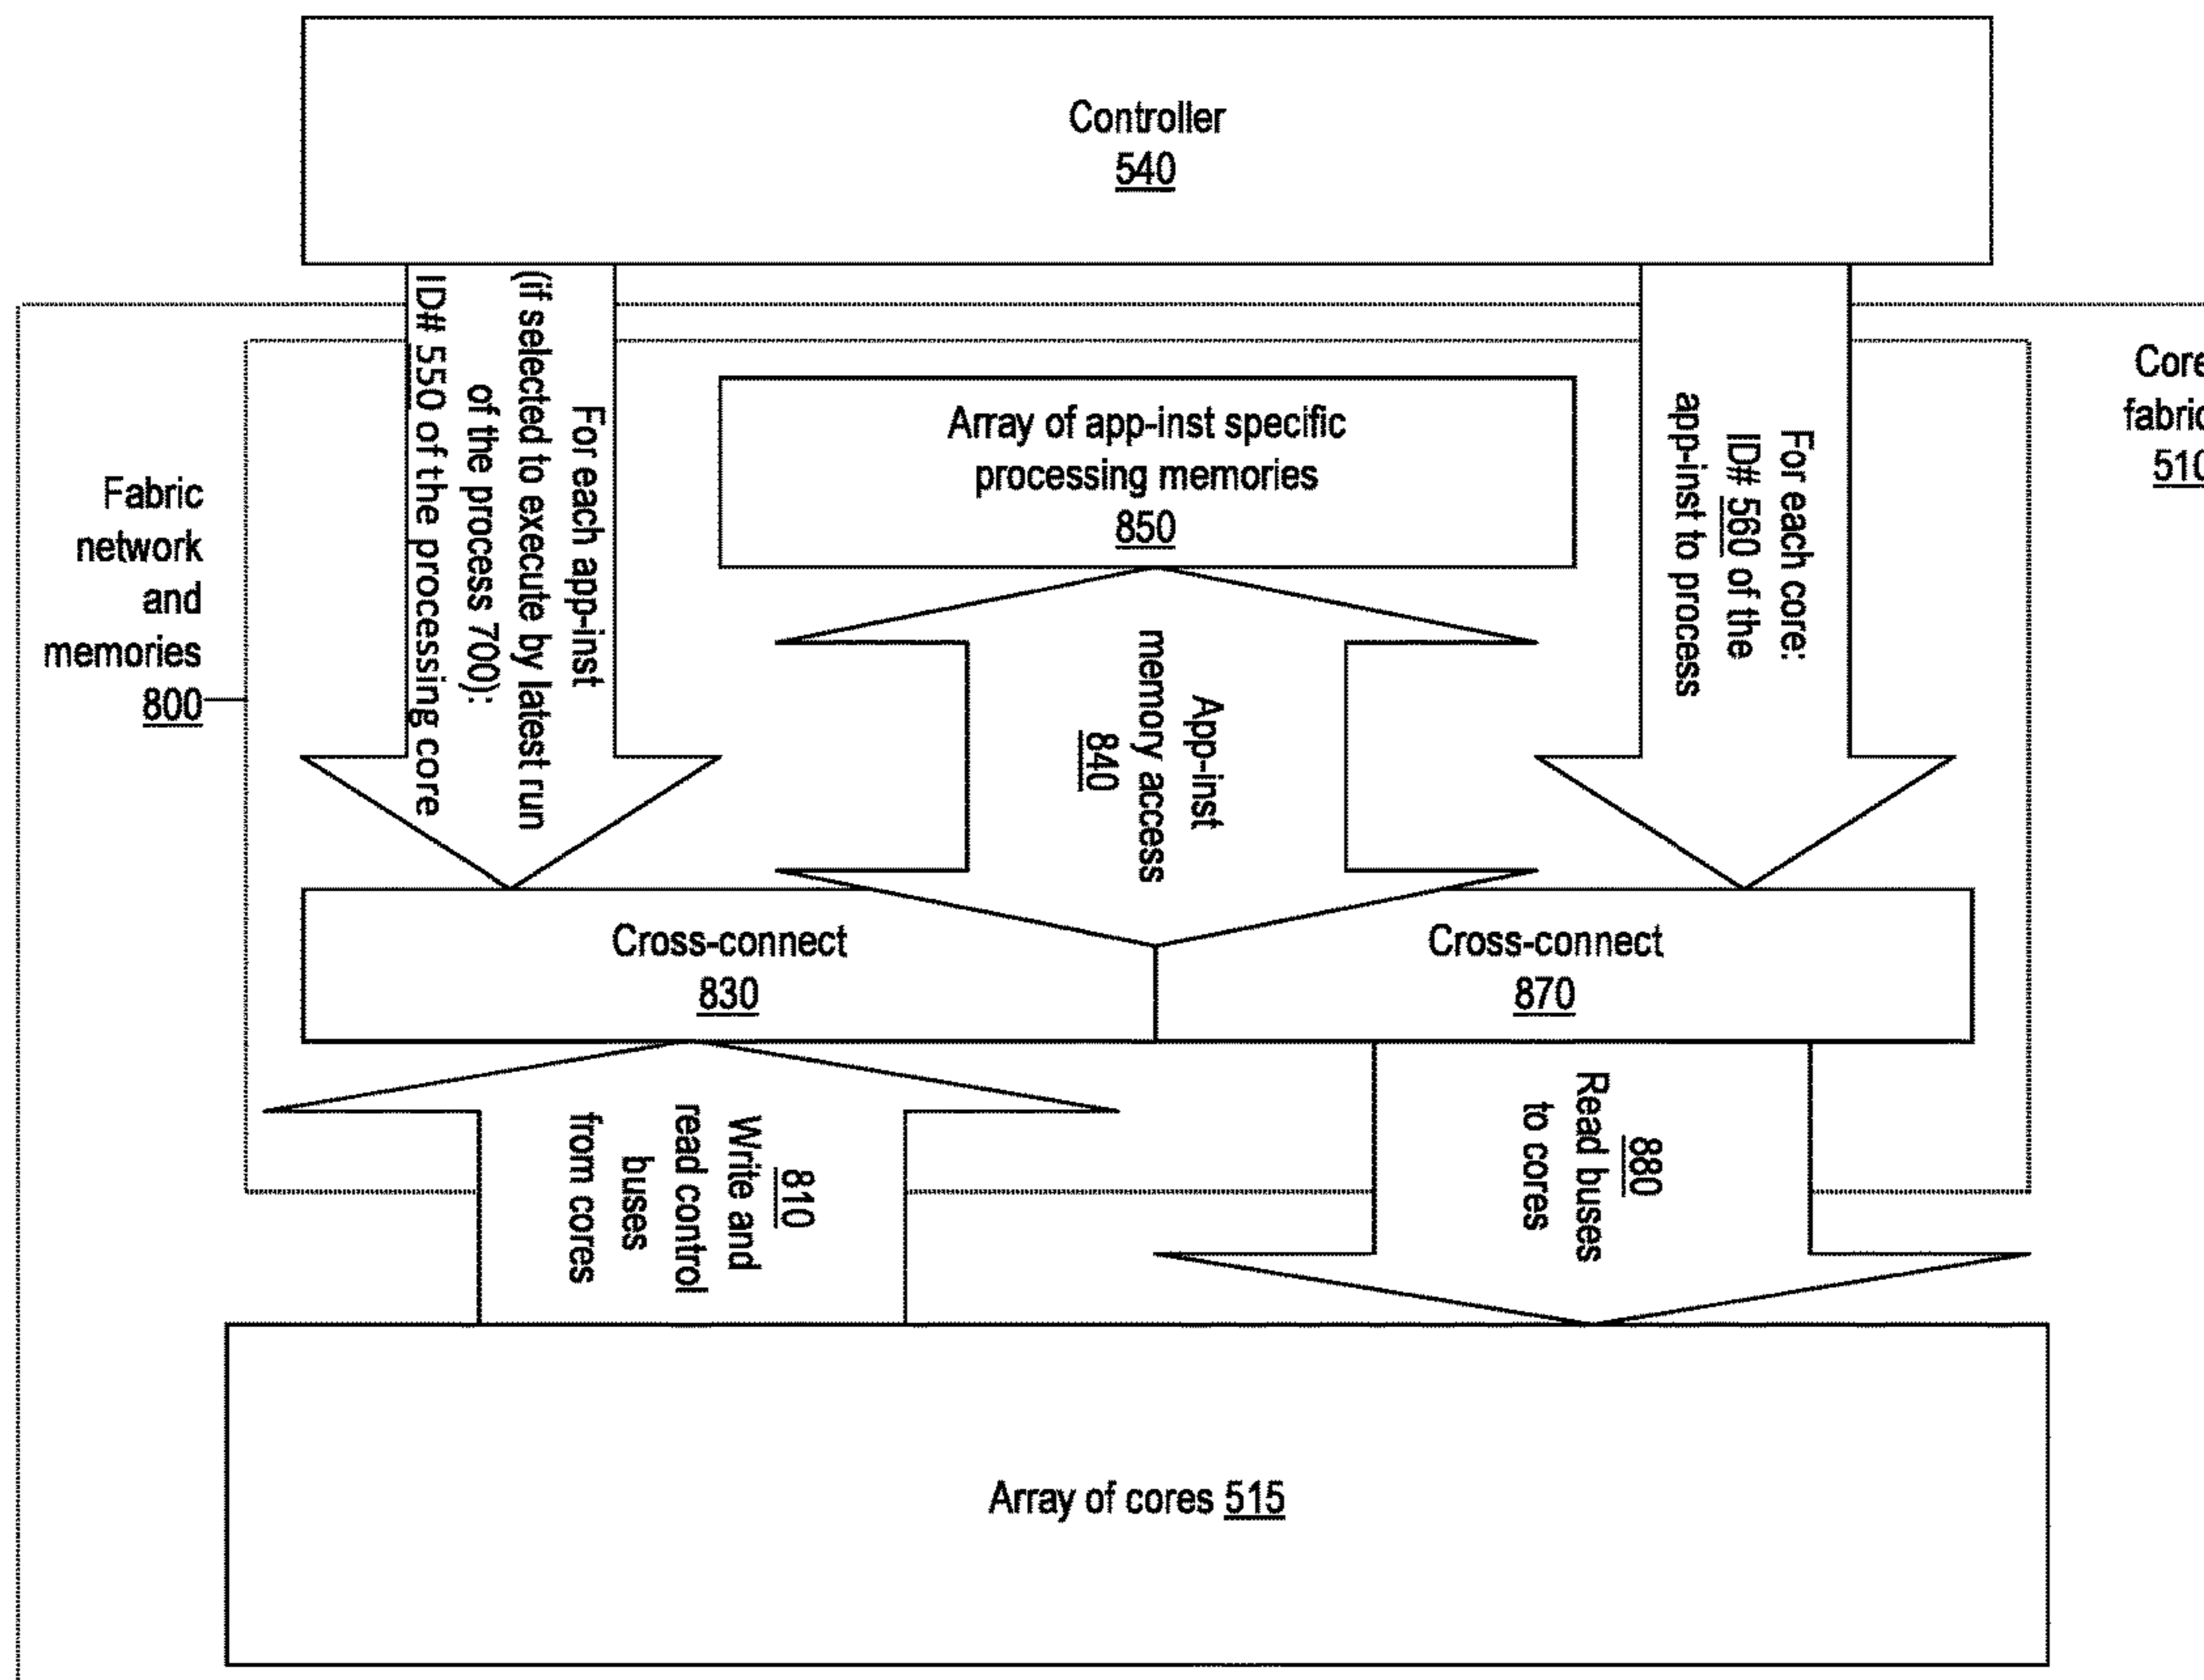 Controller
540
For each app-inst
(if selected to execute by latest run
of the process 700):
ID# 550 of the processing core
For each core:
ID# 560 of the
app-inst to process
Core
fabric
510
Array of app-inst specific
processing memories
850
Fabric
network
and
memories
800
App-inst
memory access
840
Cross-connect
830
Cross-connect
870
810
Write and
read control
buses
from cores
880
Read buses
to cores
Array of cores 515